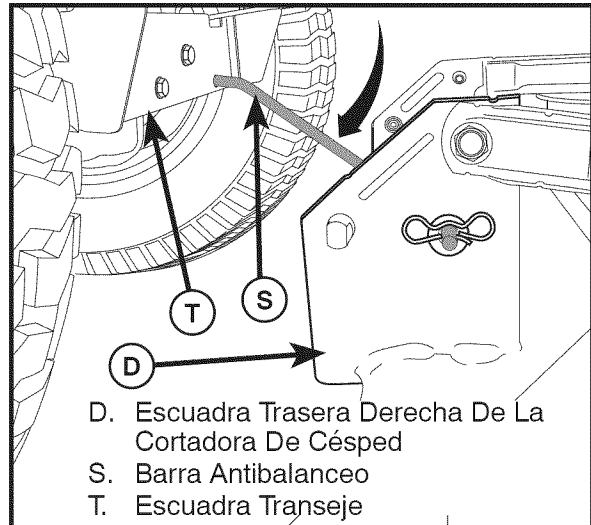 T
S
D
D. Escuadra Trasera Derecha De La
Cortadora De Césped
S. Barra Antibalanceo
T. Escuadra Transeje